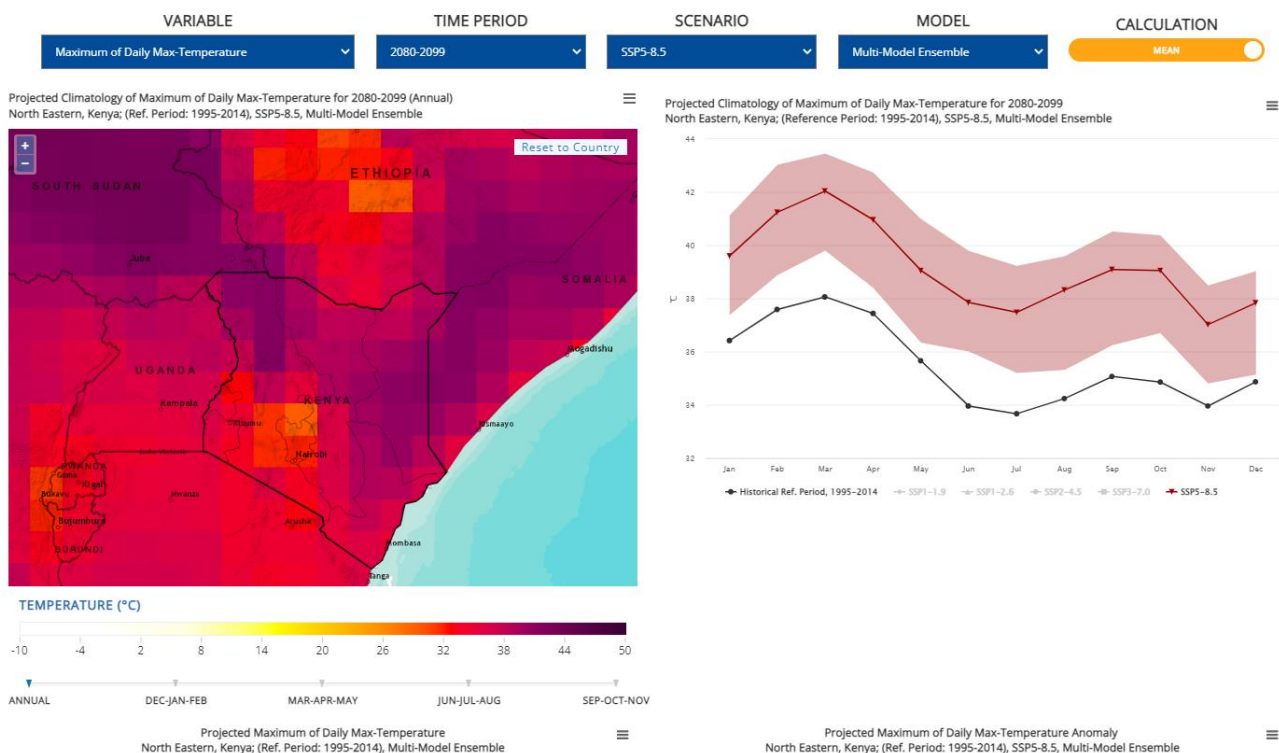 VARIABLE
TIME PERIOD
SCENARIO
MODEL
CALCULATION
Maximum of Daily Max-Temperature
2080-2099
SSP5-8.5
Multi-Model Ensemble
MEAN
Projected Climatology of Maximum of Daily Max-Temperature for 2080-2099 (Annual)
North Eastern, Kenya; (Ref. Period: 1995-2014), SSP5-8.5, Multi-Model Ensemble
+
−
Reset to Country
ETHIOPIA
SOUTH SUDAN
Juba
SOMALIA
Mogadishu
UGANDA
Kampala
KENYA
Kisumu
Kismaayo
Nairobi
Lake Victoria
RWANDA
Goma
Kigali
Bukavu
Mwanza
Bujumbura
Arusha
BURUNDI
Mombasa
Tanga
TEMPERATURE (°C)
-10 -4 2 8 14 20 26 32 38 44 50
ANNUAL DEC-JAN-FEB MAR-APR-MAY JUN-JUL-AUG SEP-OCT-NOV
Projected Climatology of Maximum of Daily Max-Temperature for 2080-2099
North Eastern, Kenya; (Reference Period: 1995-2014), SSP5-8.5, Multi-Model Ensemble
44
42
40
38
36
34
32
°C
Jan Feb Mar Apr May Jun Jul Aug Sep Oct Nov Dec
Historical Ref. Period, 1995-2014 SSP1-1.9 SSP1-2.6 SSP2-4.5 SSP3-7.0 SSP5-8.5
Projected Maximum of Daily Max-Temperature
North Eastern, Kenya; (Ref. Period: 1995-2014), Multi-Model Ensemble
Projected Maximum of Daily Max-Temperature Anomaly
North Eastern, Kenya; (Ref. Period: 1995-2014), SSP5-8.5, Multi-Model Ensemble